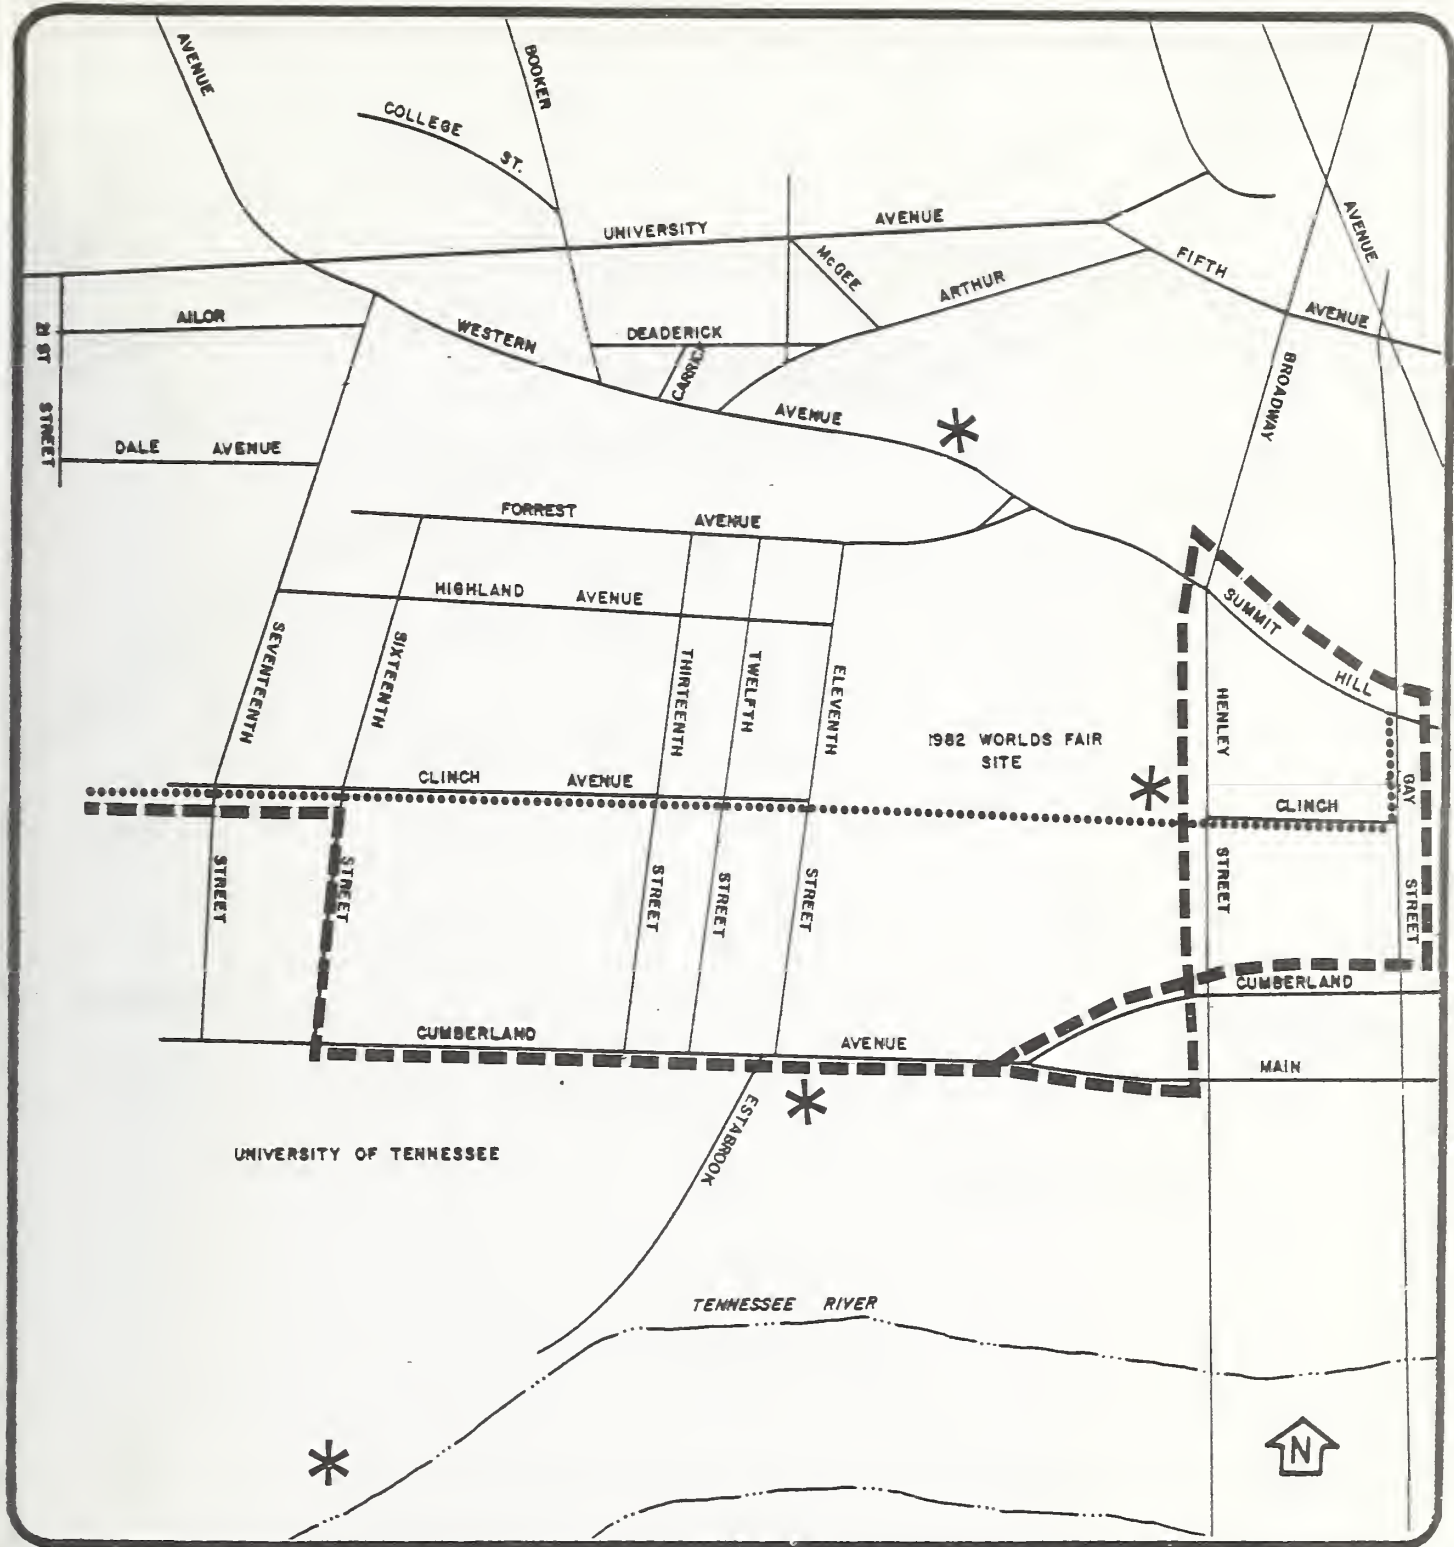 AVENUE
BOOKER
COLLEGE
ST.
UNIVERSITY AVENUE
AVENUE
McGEE
ARTHUR
FIFTH
AVENUE
AILOR
21 ST STREET
WESTERN
DEADERICK
CARRICK
AVENUE
BROADWAY
DALE AVENUE
FORREST AVENUE
HIGHLAND AVENUE
SUMMIT
HILL
SEVENTEENTH
SIXTEENTH
THIRTEENTH
TWELFTH
ELEVENTH
HENLEY
1982 WORLDS FAIR
SITE
CLINCH AVENUE
GAY
CLINCH
STREET
STREET
STREET
STREET
STREET
STREET
STREET
CUMBERLAND
CUMBERLAND AVENUE
MAIN
ESTABROOK
UNIVERSITY OF TENNESSEE
TENNESSEE RIVER
N